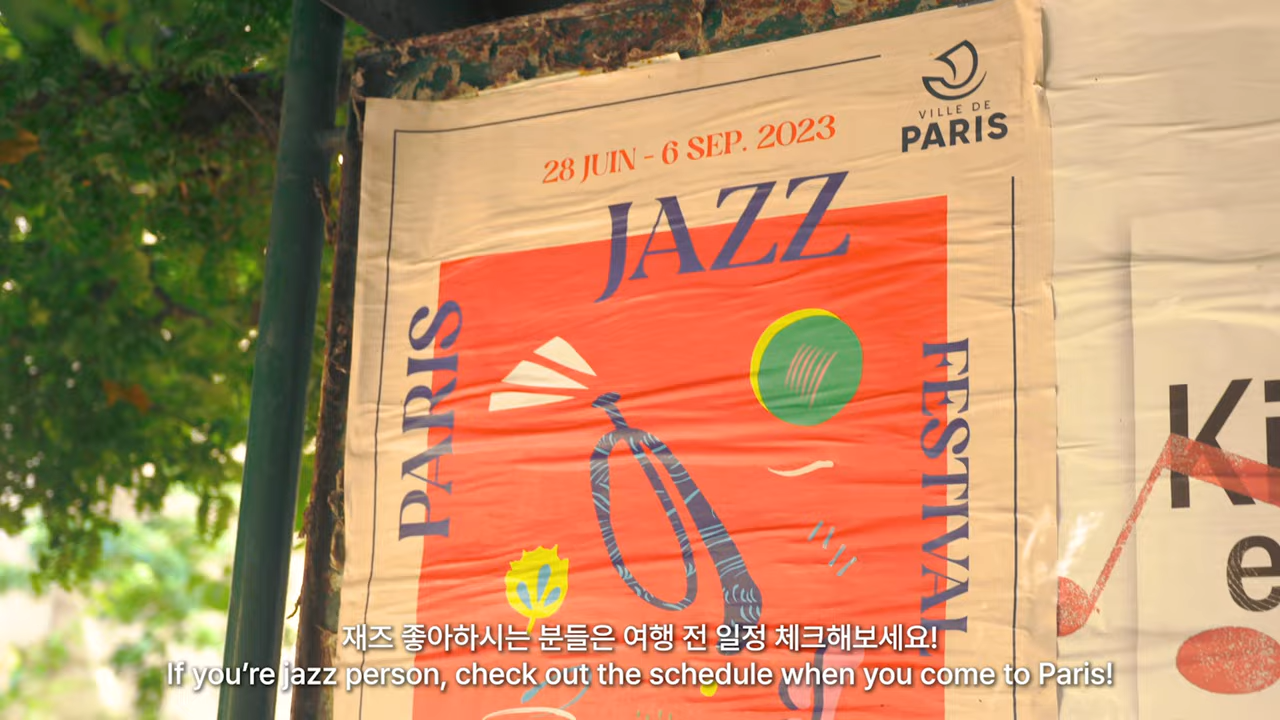 VILLE DE
PARIS
28 JUIN - 6 SEP. 2023
JAZZ
PARIS
FESTIVAL
Ki
e
재즈 좋아하시는 분들은 여행 전 일정 체크해보세요!
If you're jazz person, check out the schedule when you come to Paris!